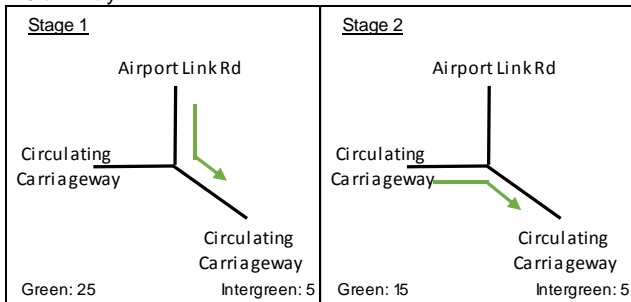 Stage 1
Airport Link Rd
Circulating
Carriageway
Circulating
Carriageway
Green: 25
Intergreen: 5
Stage 2
Airport Link Rd
Circulating
Carriageway
Circulating
Carriageway
Green: 15
Intergreen: 5